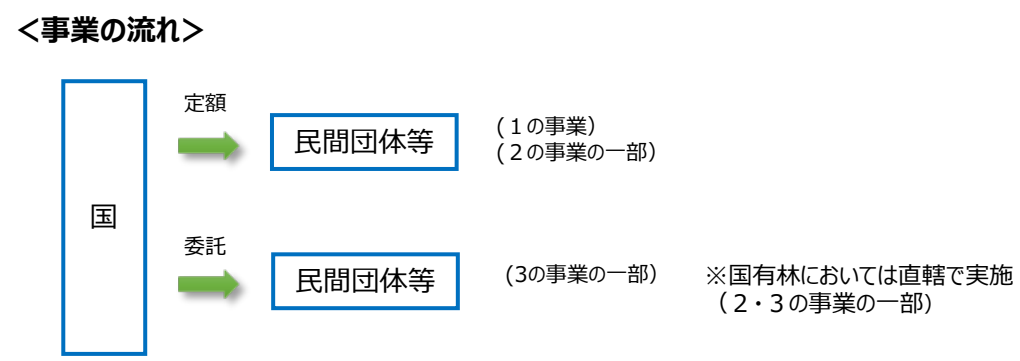 ＜事業の流れ＞
定額
民間団体等
(１の事業）
(２の事業の一部）
国
委託
民間団体等
(3の事業の一部）
※国有林においては直轄で実施
（２・３の事業の一部）